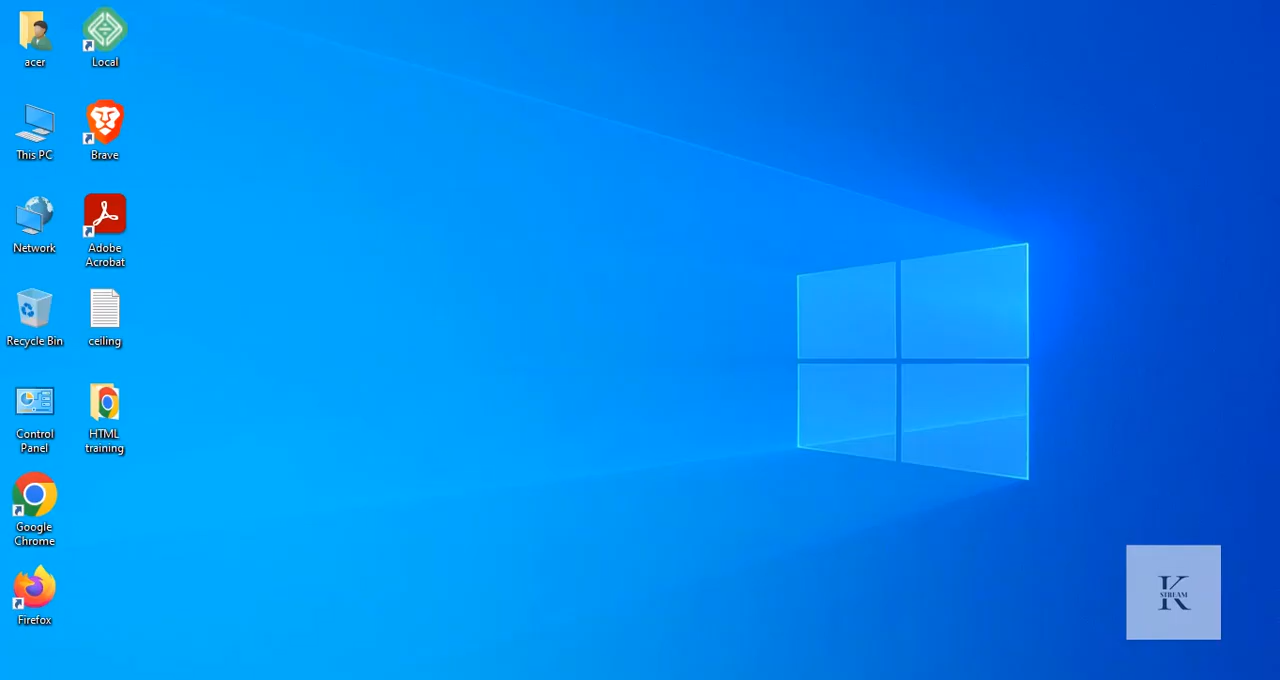 acer
Local
This PC
Brave
Network
Adobe
Acrobat
Recycle Bin
ceiling
Control
Panel
HTML
training
Google
Chrome
Firefox
K
STREAM